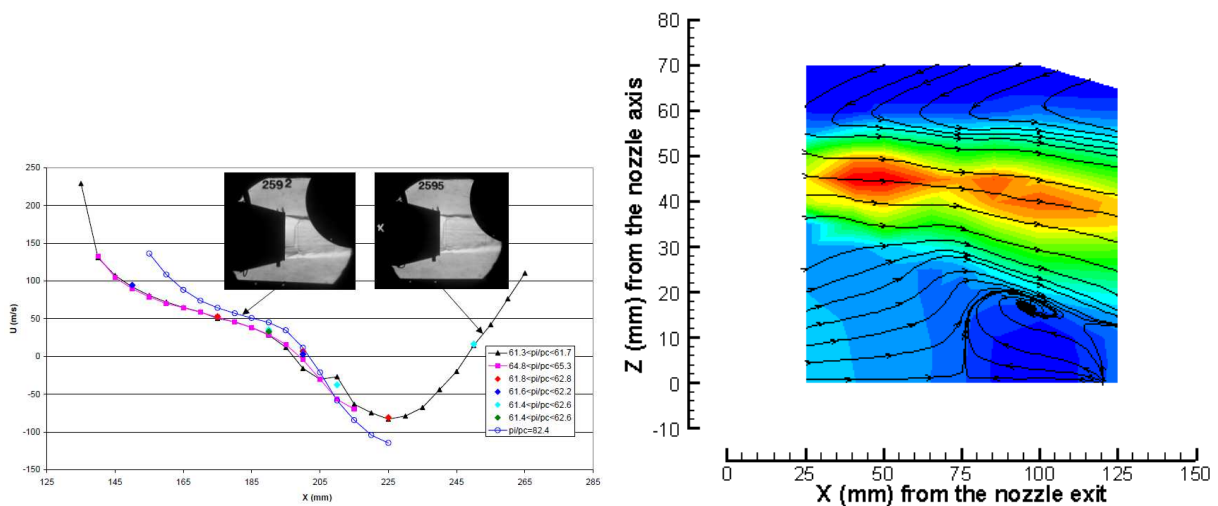 250
200
150
100
50
0
-50
-100
-150
U (m/s)
125 145 165 185 205 225 245 265 285
X (mm)
2592
2595
61.3<pi/pc<61.7
64.8<pi/pc<65.3
61.8<pi/pc<62.8
61.6<pi/pc<62.2
61.4<pi/pc<62.6
61.4<pi/pc<62.6
pi/pc=82.4
80
70
60
50
40
30
20
10
0
-10
Z (mm) from the nozzle axis
0 25 50 75 100 125 150
X (mm) from the nozzle exit